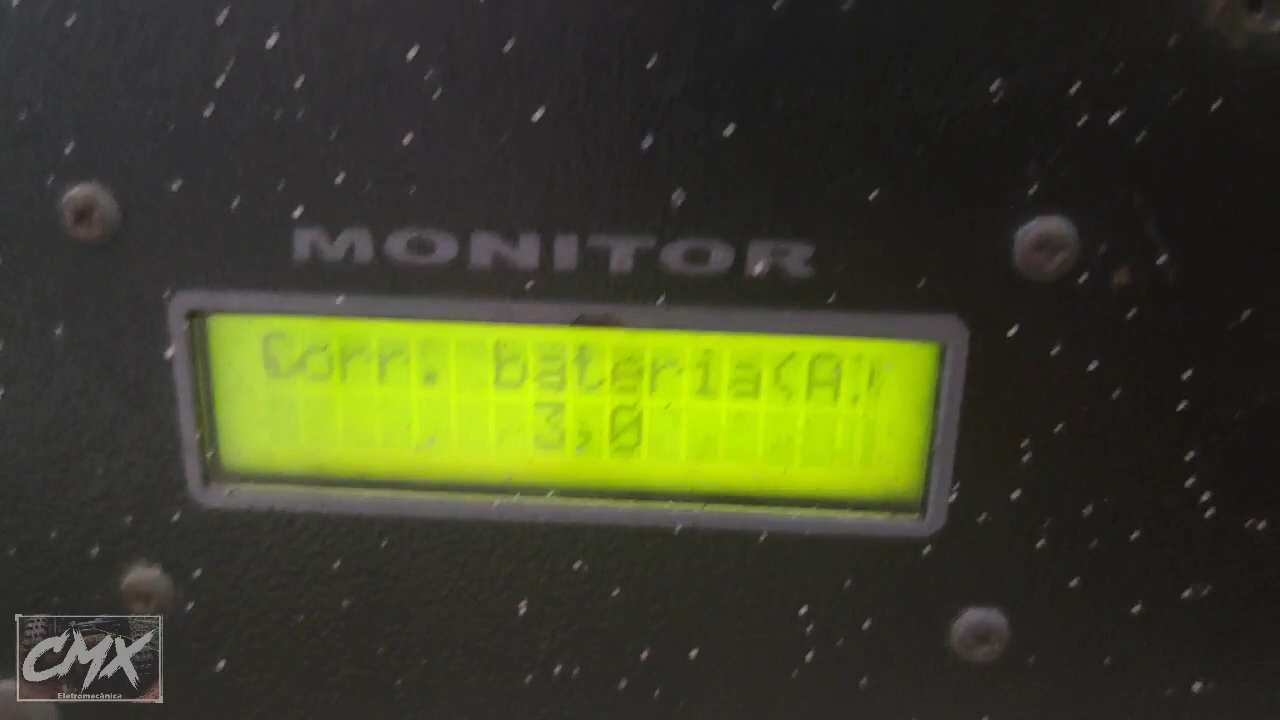 MONITOR
Corr. bateria(A)
3,0
CMX
Eletromecânica